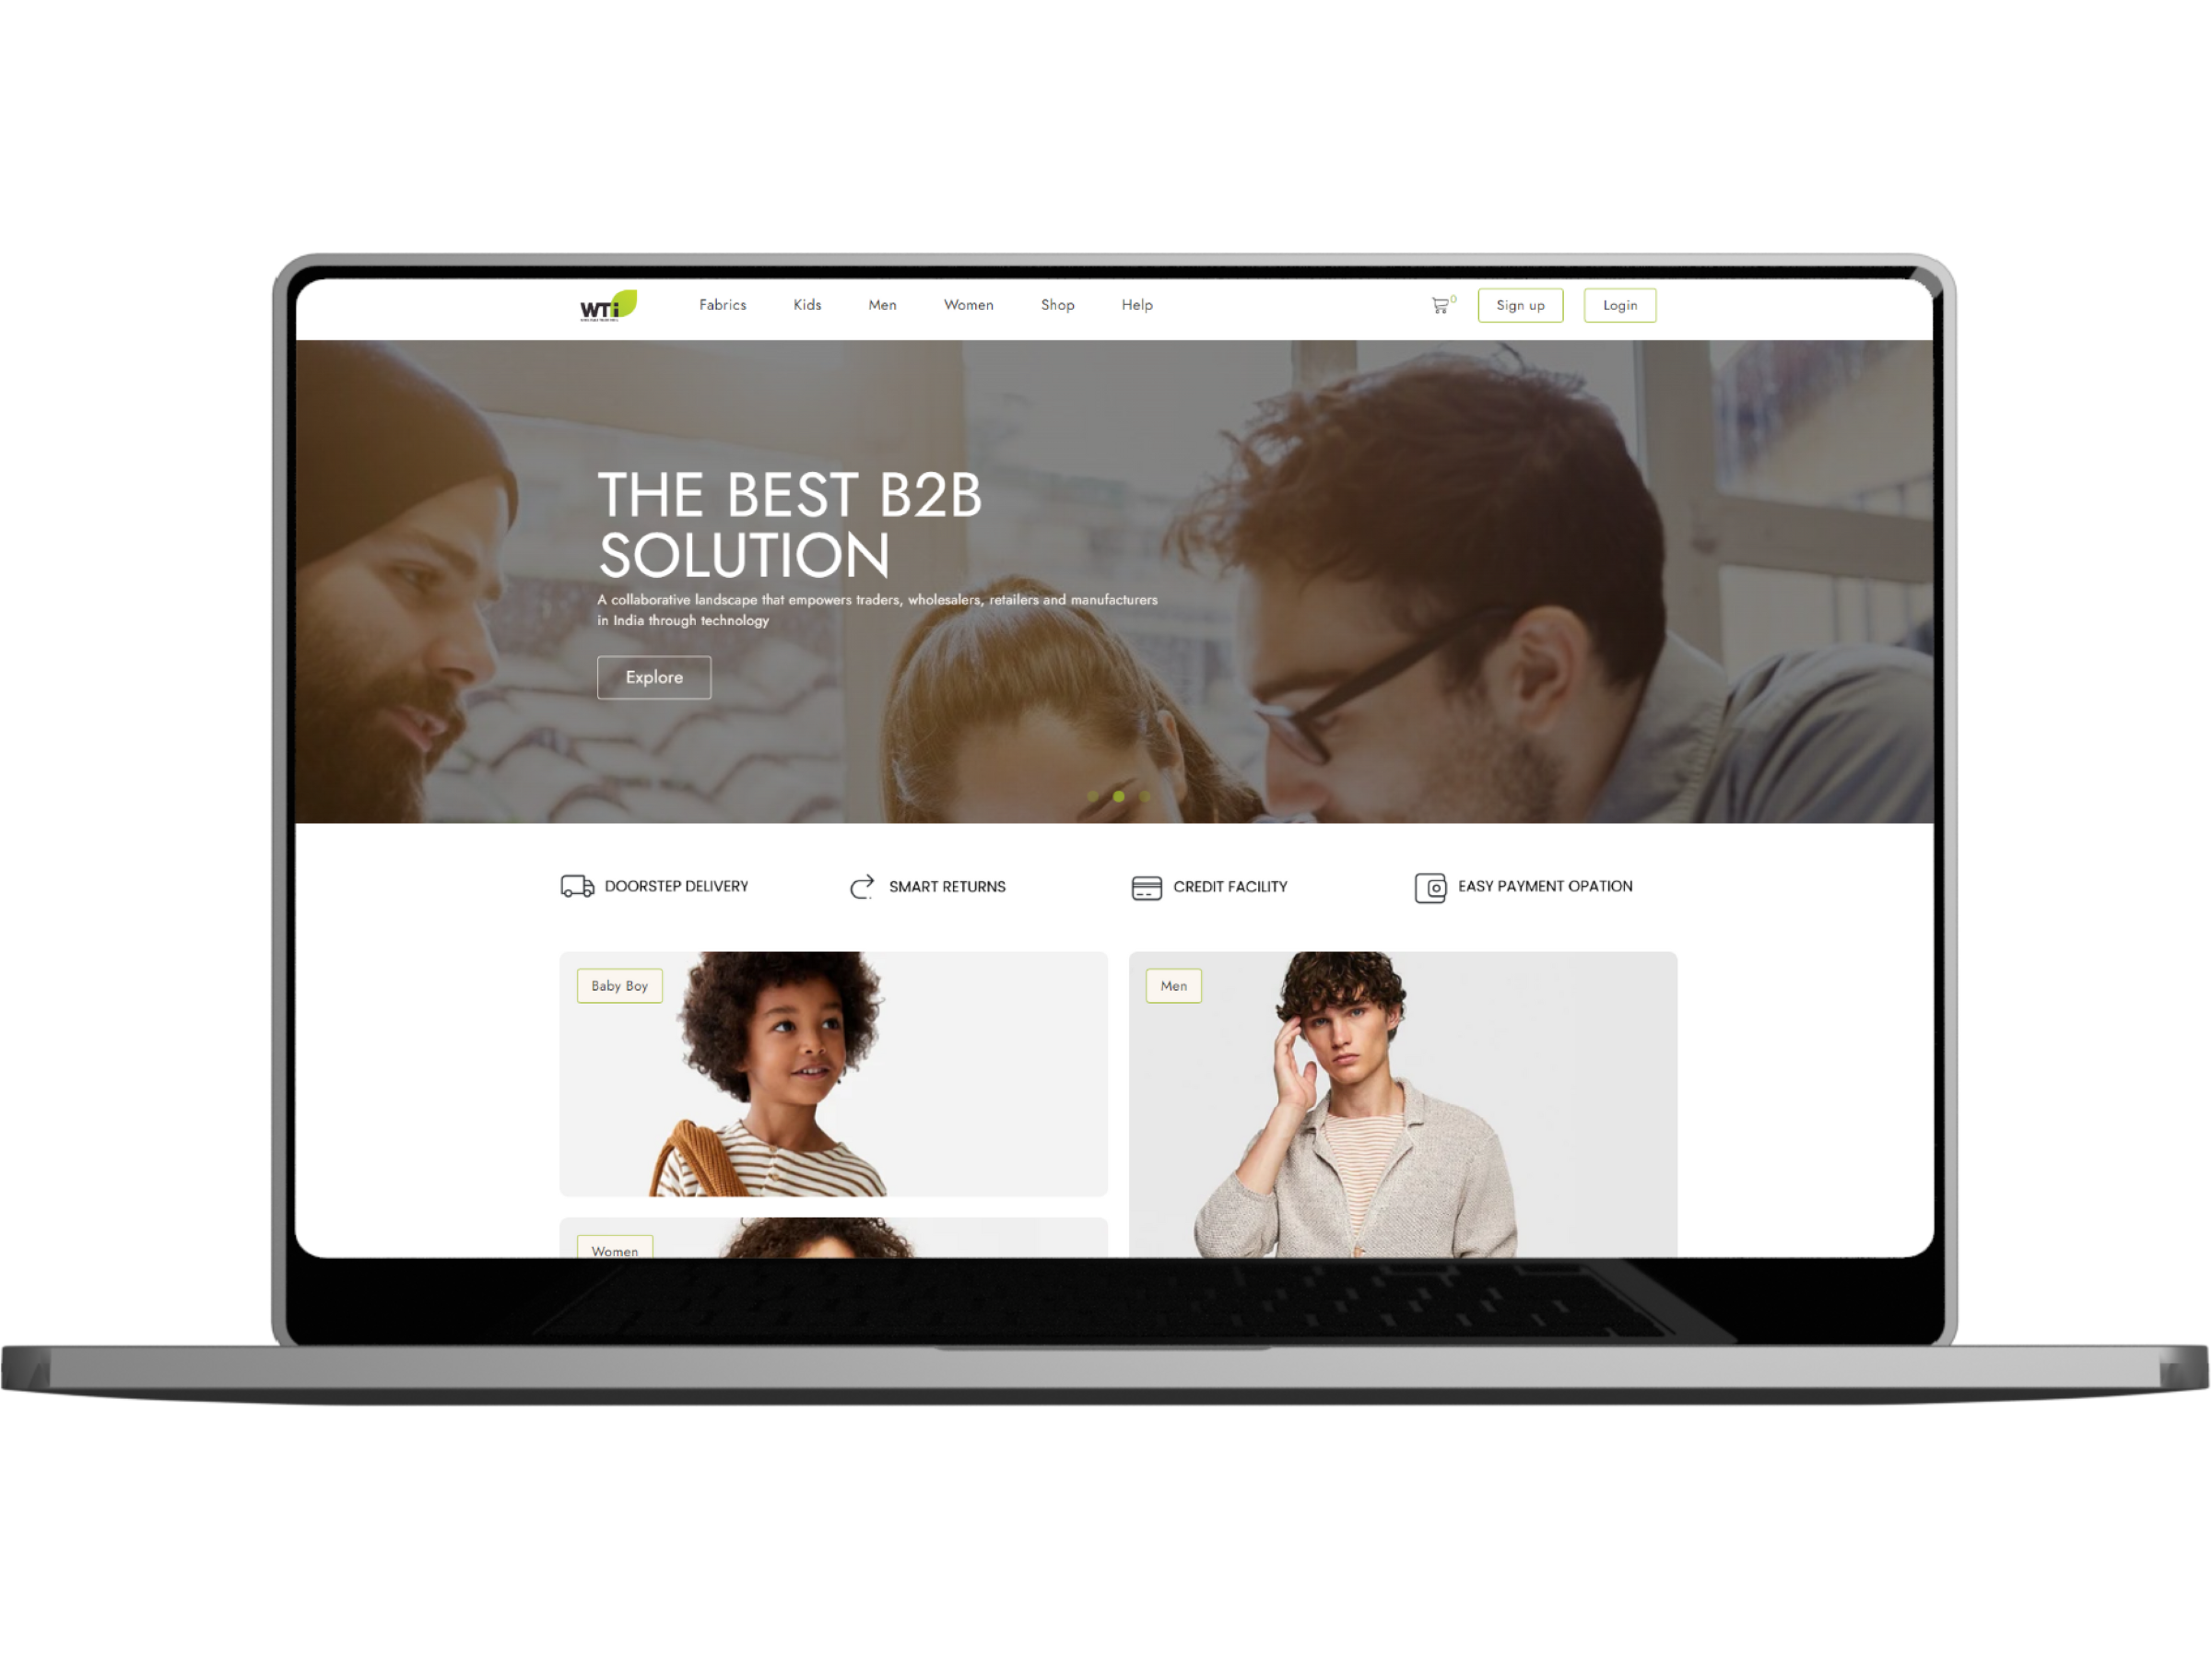 WTi
Fabrics
Kids
Men
Women
Shop
Help
0
Sign up
Login
THE BEST B2B
SOLUTION
A collaborative landscape that empowers traders, wholesalers, retailers and manufacturers
in India through technology
Explore
DOORSTEP DELIVERY
SMART RETURNS
CREDIT FACILITY
EASY PAYMENT OPATION
Baby Boy
Men
Women